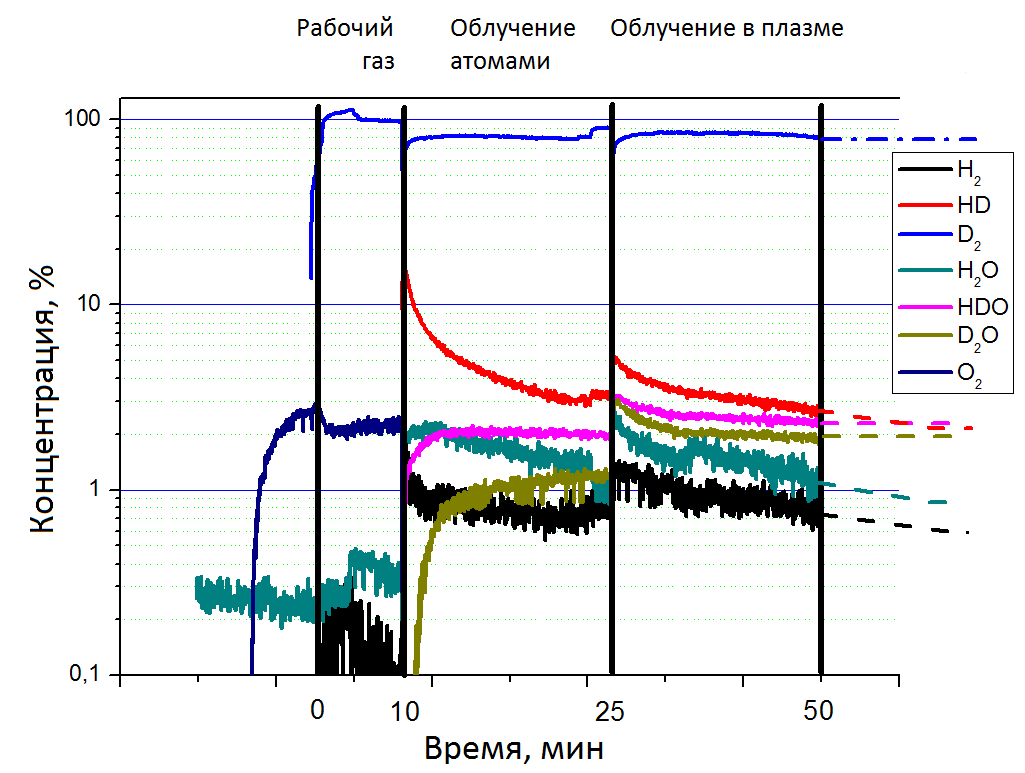 Рабочий
газ
Облучение
атомами
Облучение в плазме
100
10
1
0,1
Концентрация, %
H2
HD
D2
H2O
HDO
D2O
O2
0
10
25
50
Время, мин